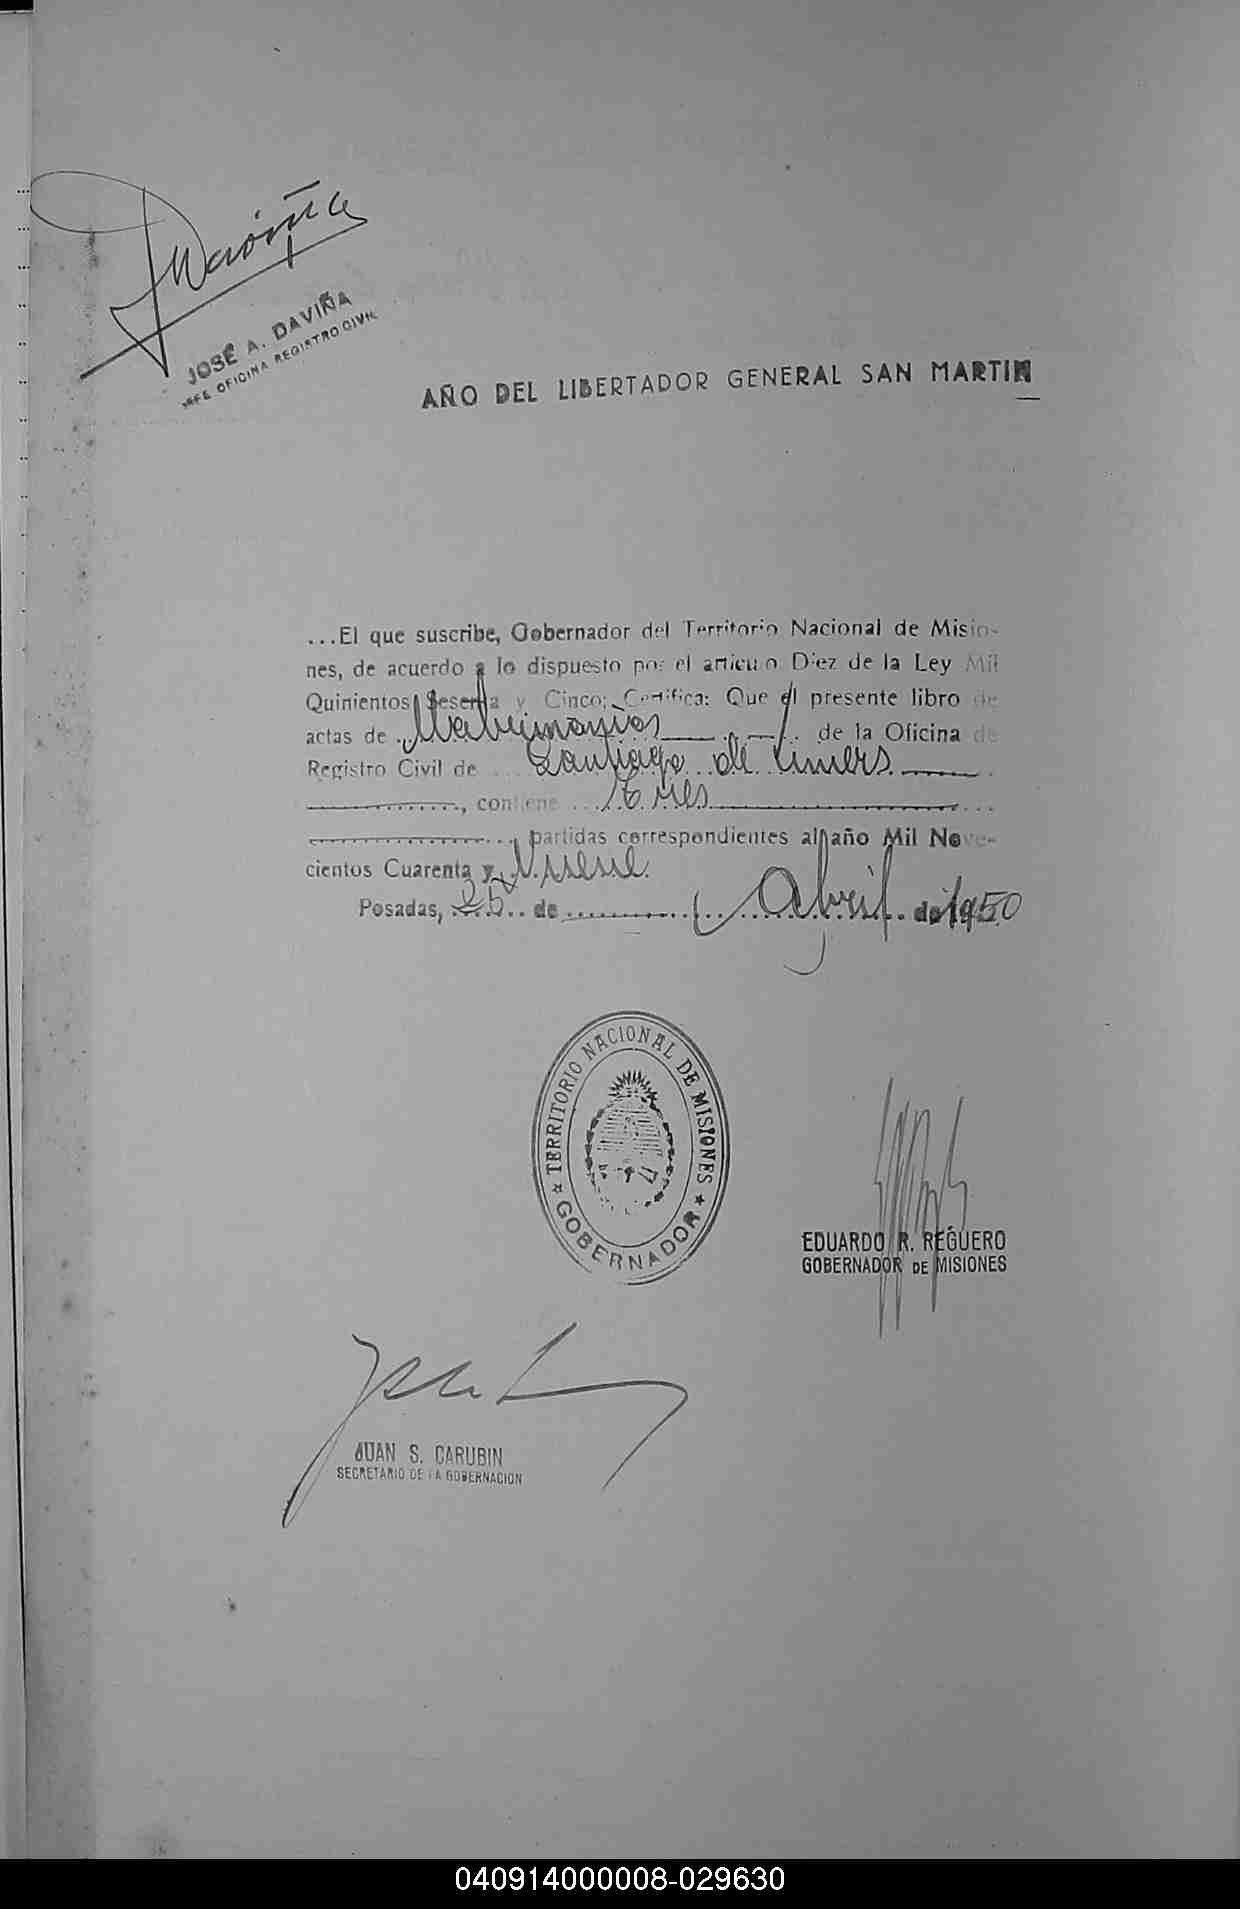 JOSÉ A. DAVIÑA
JEFE OFICINA REGISTRO CIVIL
AÑO DEL LIBERTADOR GENERAL SAN MARTIN
...El que suscribe, Gobernador del Territorio Nacional de Misio-
nes, de acuerdo a lo dispuesto por el articulo Diez de la Ley Mil
Quinientos Sesenta y Cinco; Certifica: Que el presente libro de
actas de Matrimonios de la Oficina de
Registro Civil de Santiago de Liniers
, contiene
partidas correspondientes al año Mil Nove-
cientos Cuarenta y Nueve.
Posadas, 25 de Abril de 1950
TERRITORIO NACIONAL DE MISIONES
GOBERNADOR
EDUARDO R. REGUERO
GOBERNADOR DE MISIONES
JUAN S. CARUBIN
SECRETARIO DE LA GOBERNACION
040914000008-029630